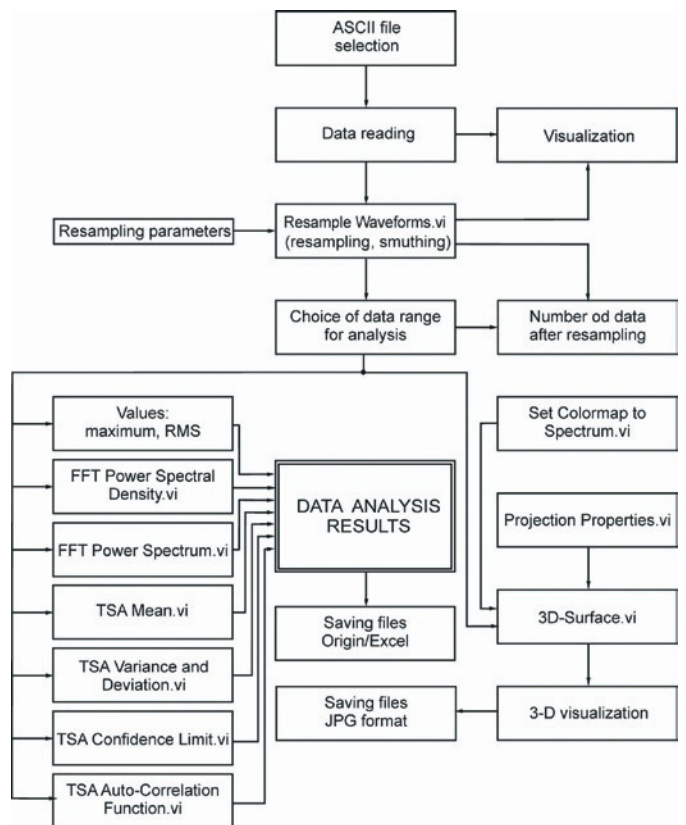 ASCII file
selection
Data reading
Visualization
Resampling parameters
Resample Waveforms.vi
(resampling, smuthing)
Choice of data range
for analysis
Number od data
after resampling
Values:
maximum, RMS
FFT Power Spectral
Density.vi
FFT Power Spectrum.vi
TSA Mean.vi
TSA Variance and
Deviation.vi
TSA Confidence Limit.vi
TSA Auto-Correlation
Function.vi
DATA ANALYSIS
RESULTS
Saving files
Origin/Excel
Saving files
JPG format
Set Colormap to
Spectrum.vi
Projection Properties.vi
3D-Surface.vi
3-D visualization